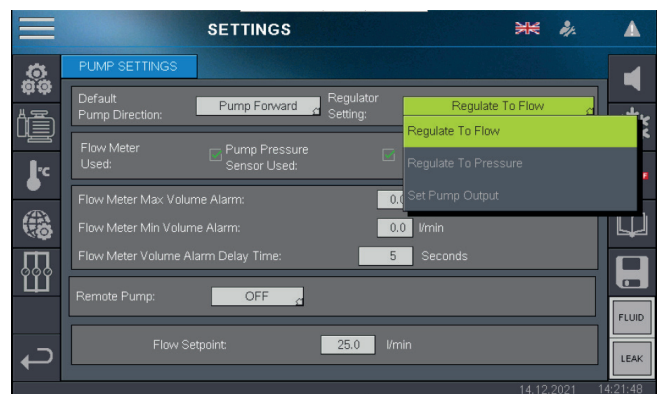 SETTINGS
PUMP SETTINGS
Default Pump Direction:
Pump Forward
Regulator Setting:
Regulate To Flow
Regulate To Flow
Regulate To Pressure
Set Pump Output
°C
Flow Meter Used:
Pump Pressure Sensor Used:
Flow Meter Max Volume Alarm:
0.0
Flow Meter Min Volume Alarm:
0.0 l/min
Flow Meter Volume Alarm Delay Time:
5 Seconds
Remote Pump:
OFF
Flow Setpoint:
25.0 l/min
FLUID
LEAK
14.12.2021 14:21:48